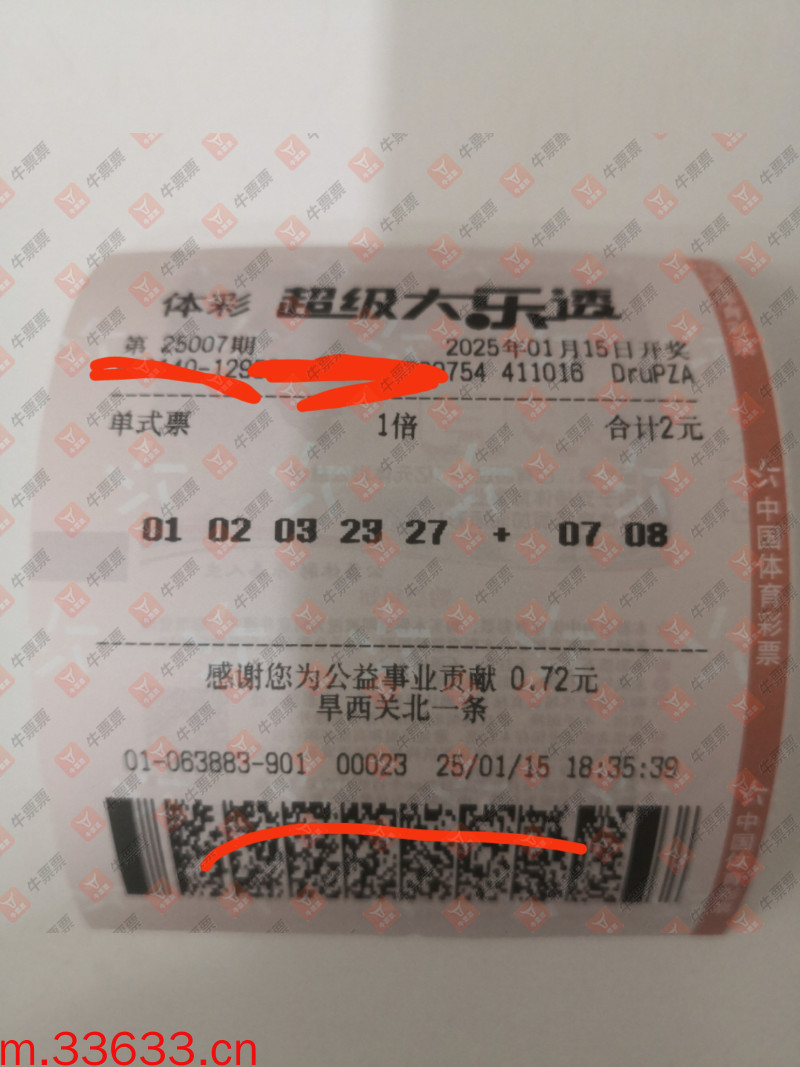 体彩 超级大乐透
第 25007期 2025年01月15日开奖
754 411016 DruPZA
单式票 1倍 合计2元
01 02 03 23 27 + 07 08
感谢您为公益事业贡献 0.72元
旱西关北一条
01-063883-901 00023 25/01/15 18:35:39
中国体育彩票
牛票票
m.33633.cn